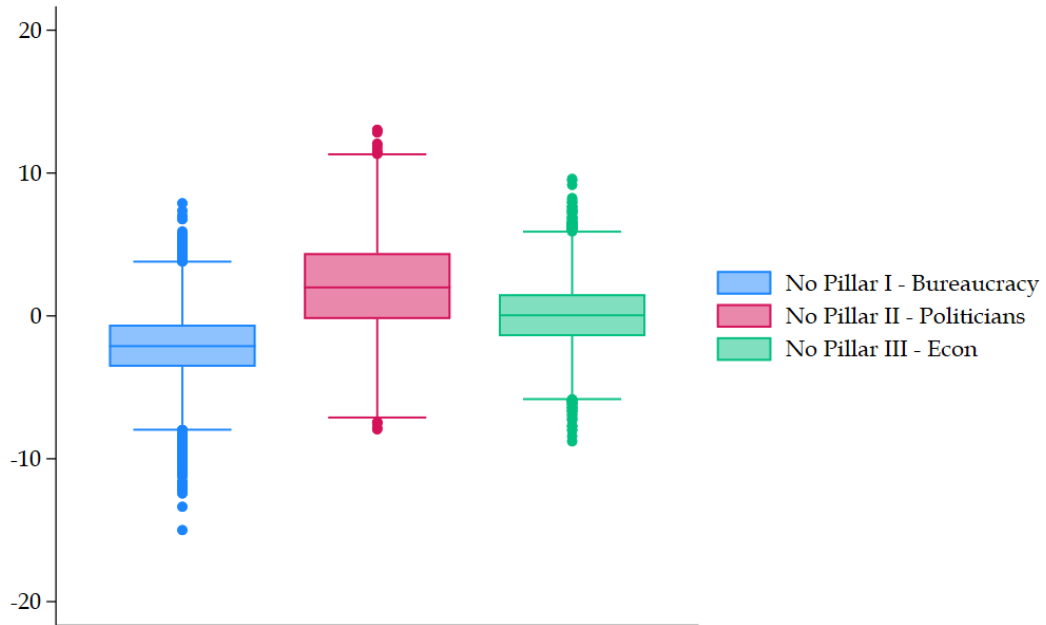 20
10
0
-10
-20
No Pillar I - Bureaucracy
No Pillar II - Politicians
No Pillar III - Econ